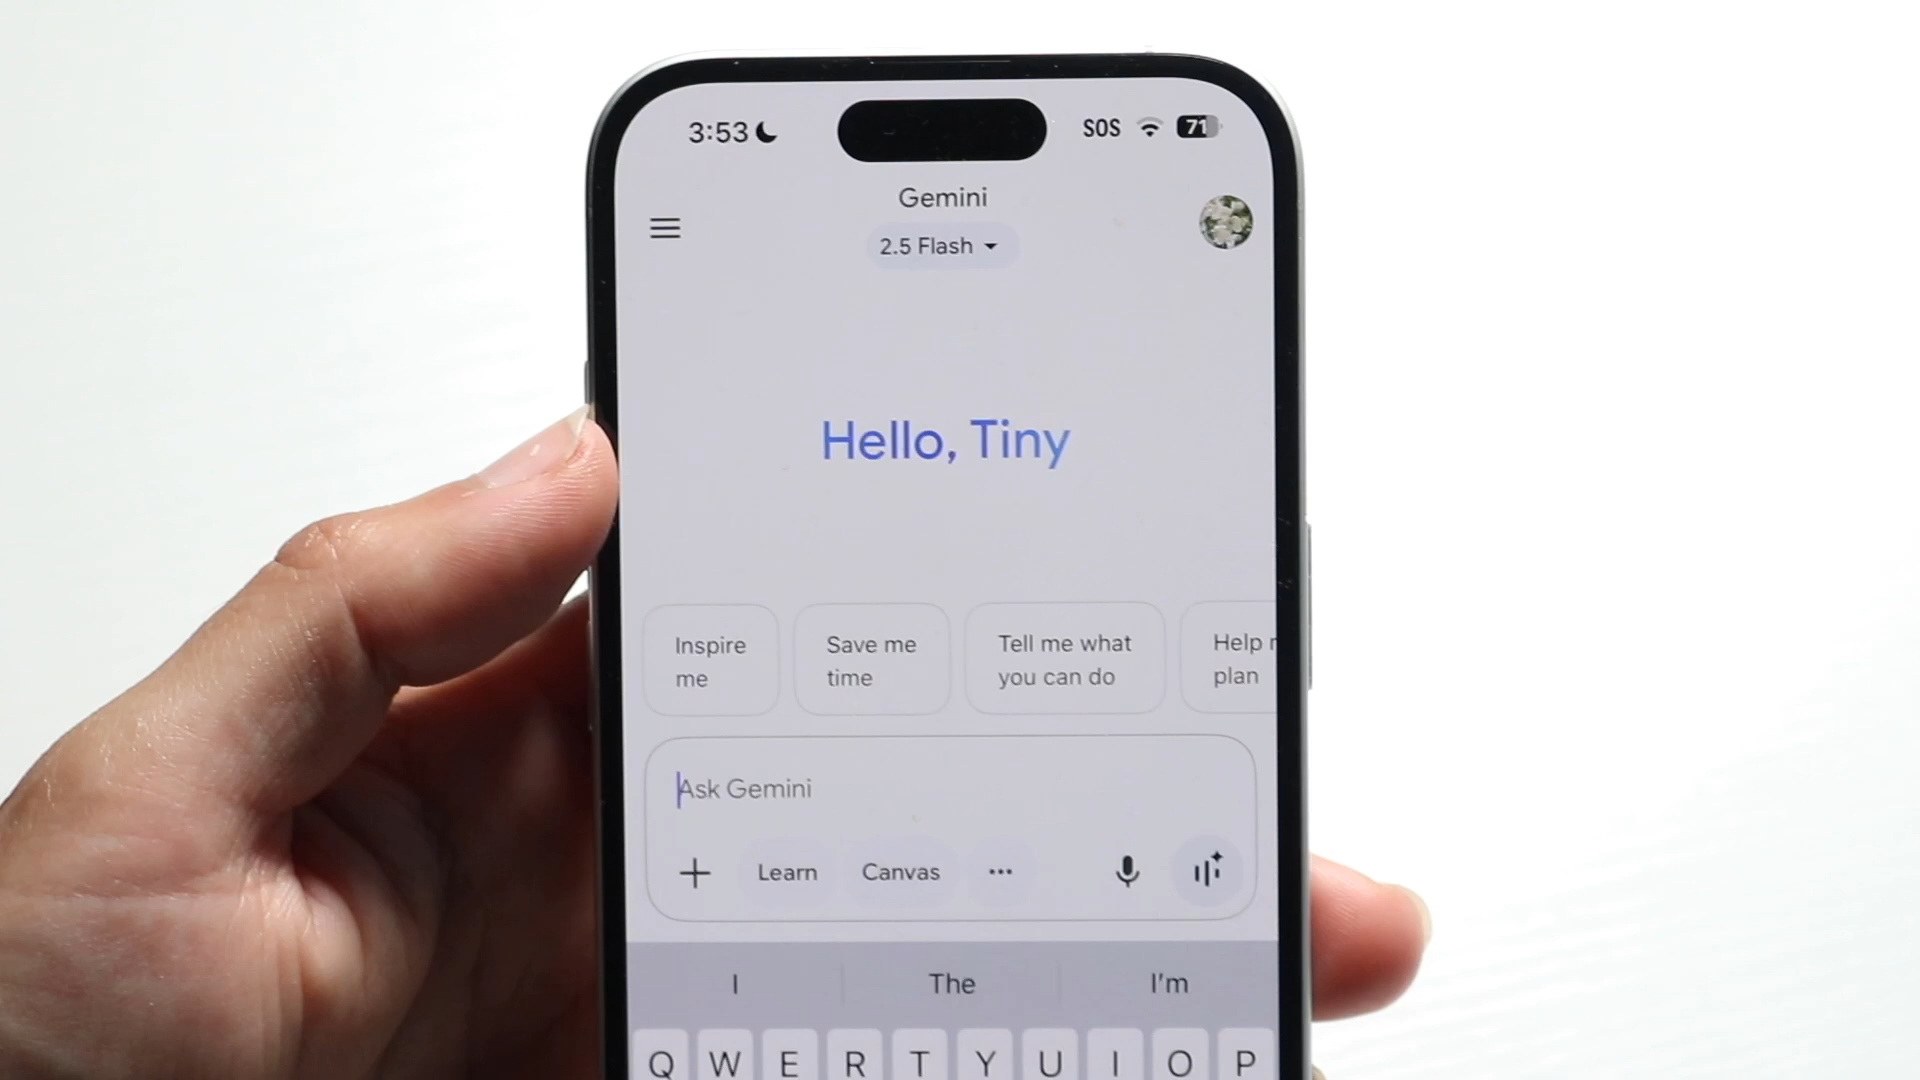 3:53 SOS 71
Gemini
2.5 Flash
Hello, Tiny
Inspire
me
Save me
time
Tell me what
you can do
Help
plan
Ask Gemini
Learn Canvas
I The I'm
Q W E R T Y U I O P